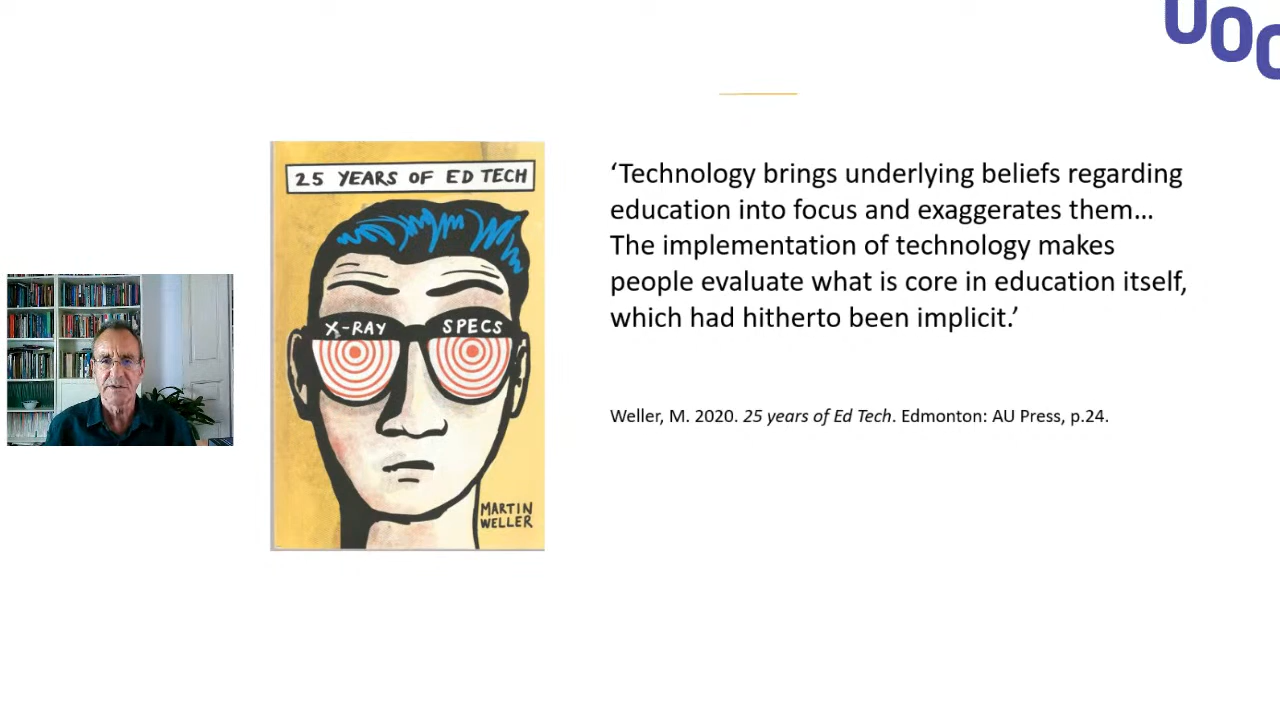 UOC
25 YEARS OF ED TECH
X-RAY SPECS
MARTIN
WELLER
‘Technology brings underlying beliefs regarding
education into focus and exaggerates them…
The implementation of technology makes
people evaluate what is core in education itself,
which had hitherto been implicit.’
Weller, M. 2020. 25 years of Ed Tech. Edmonton: AU Press, p.24.